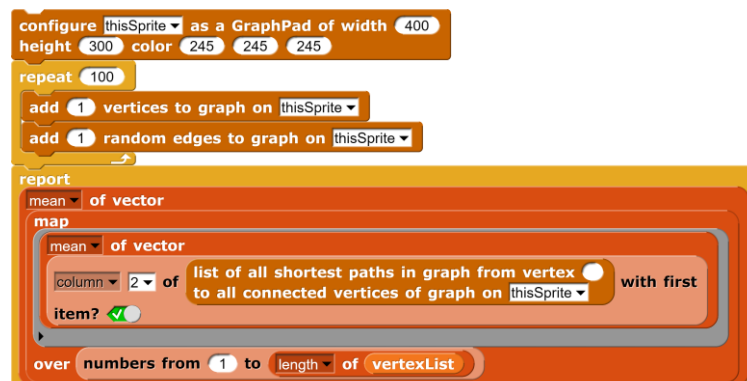 configure thisSprite as a GraphPad of width 400
height 300 color 245 245 245
repeat 100
add 1 vertices to graph on thisSprite
add 1 random edges to graph on thisSprite
report
mean of vector
map
mean of vector
column 2 of list of all shortest paths in graph from vertex
to all connected vertices of graph on thisSprite with first
item?
over numbers from 1 to length of vertexList